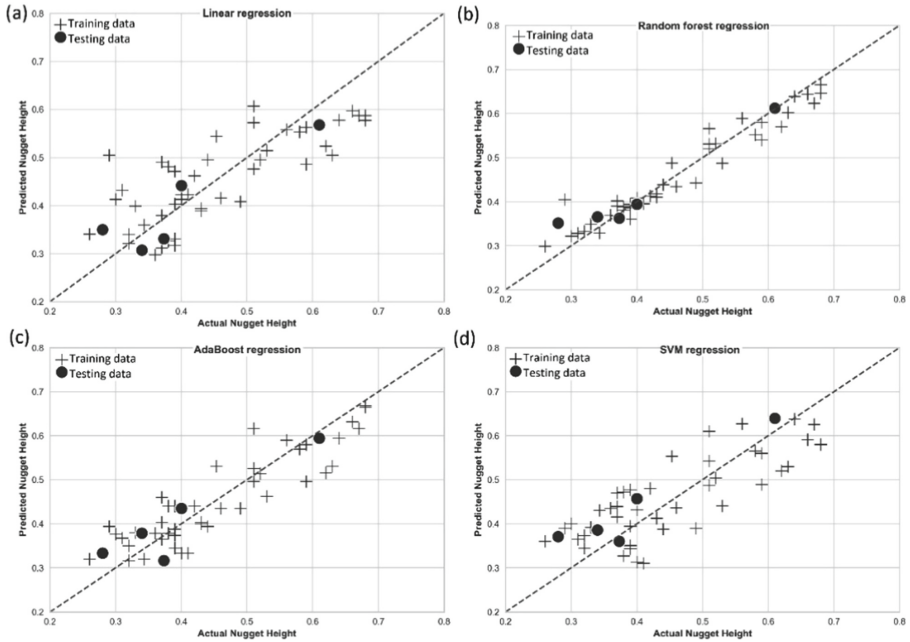 (a)
Linear regression
Training data
Testing data
Predicted Nugget Height
0.8
0.7
0.6
0.5
0.4
0.3
0.2
0.2 0.3 0.4 0.5 0.6 0.7 0.8
Actual Nugget Height
(b)
Random forest regression
Training data
Testing data
Predicted Nugget Height
0.8
0.7
0.6
0.5
0.4
0.3
0.2
0.2 0.3 0.4 0.5 0.6 0.7 0.8
Actual Nugget Height
(c)
AdaBoost regression
Training data
Testing data
Predicted Nugget Height
0.8
0.7
0.6
0.5
0.4
0.3
0.2
0.2 0.3 0.4 0.5 0.6 0.7 0.8
Actual Nugget Height
(d)
SVM regression
Training data
Testing data
Predicted Nugget Height
0.8
0.7
0.6
0.5
0.4
0.3
0.2
0.2 0.3 0.4 0.5 0.6 0.7 0.8
Actual Nugget Height